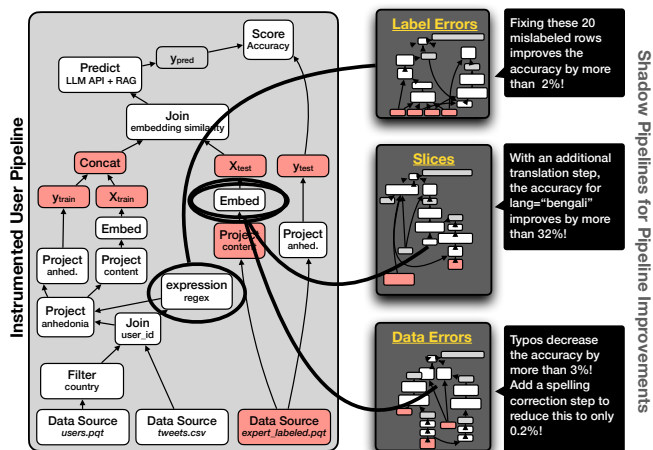 Instrumented User Pipeline
Score
Accuracy
ypred
Predict
LLM API + RAG
Join
embedding similarity
Concat
Xtest
ytest
ytrain
Xtrain
Embed
Embed
Project
anhed.
Project
content
Project
content
Project
anhed.
expression
regex
Project
anhedonia
Join
user_id
Filter
country
Data Source
users.pqt
Data Source
tweets.csv
Data Source
expert_labeled.pqt
Label Errors
Fixing these 20
mislabeled rows
improves the
accuracy by more
than 2%!
Slices
With an additional
translation step,
the accuracy for
lang=“bengali”
improves by more
than 32%!
Data Errors
Typos decrease
the accuracy by
more than 3%!
Add a spelling
correction step to
reduce this to only
0.2%!
Shadow Pipelines for Pipeline Improvements